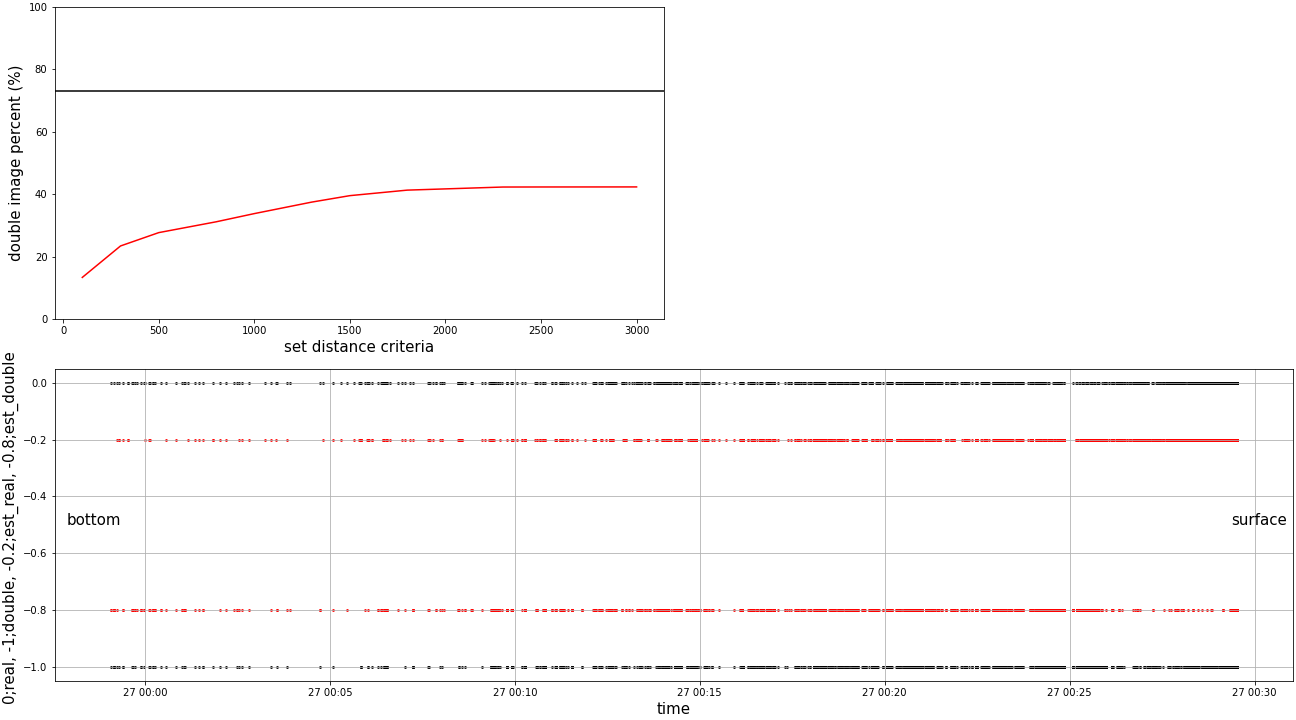 100
80
60
40
20
0
double image percent (%)
0 500 1000 1500 2000 2500 3000
set distance criteria
0.0
−0.2
−0.4
−0.6
−0.8
−1.0
0;real, -1;double, -0.2;est_real, -0.8;est_double
bottom
surface
27 00:00 27 00:05 27 00:10 27 00:15 27 00:20 27 00:25 27 00:30
time